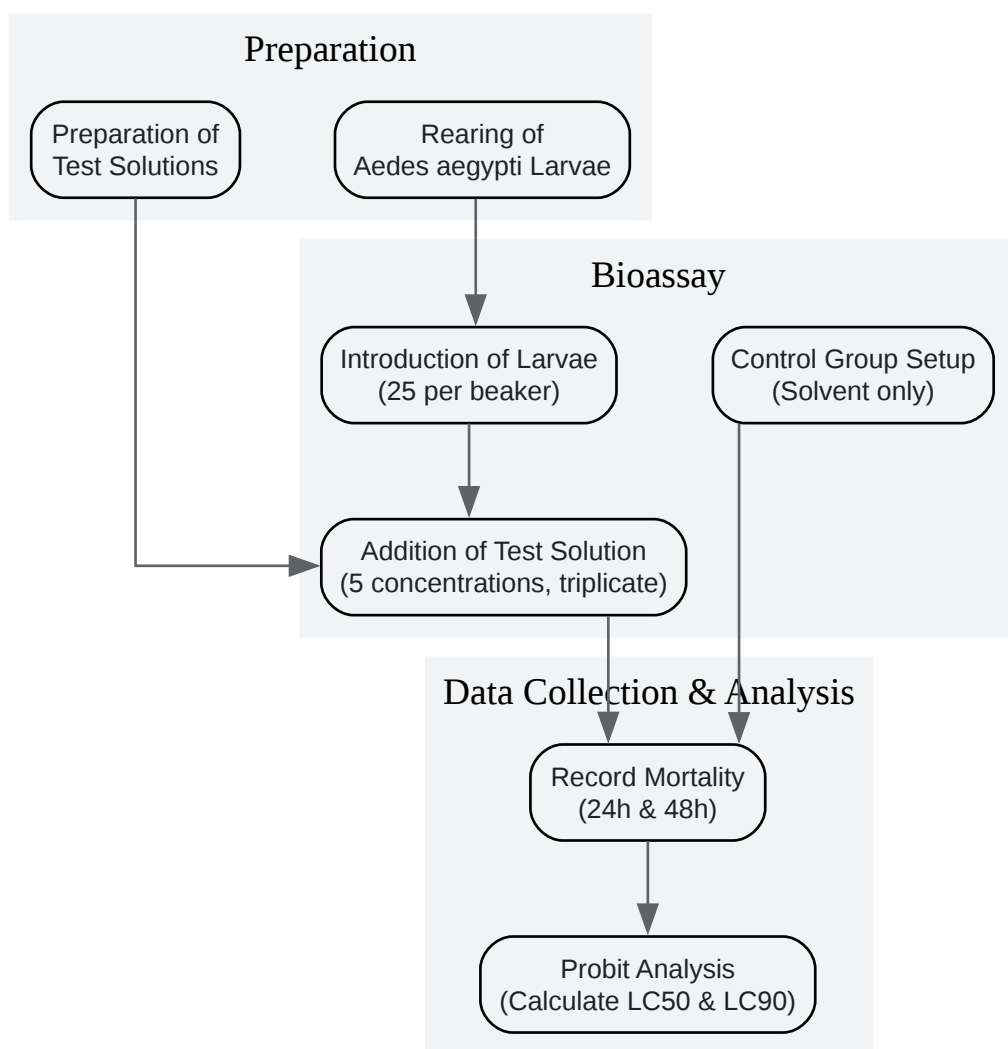 Preparation
Preparation of
Test Solutions
Rearing of
Aedes aegypti Larvae
Bioassay
Introduction of Larvae
(25 per beaker)
Control Group Setup
(Solvent only)
Addition of Test Solution
(5 concentrations, triplicate)
Data Collection & Analysis
Record Mortality
(24h & 48h)
Probit Analysis
(Calculate LC50 & LC90)